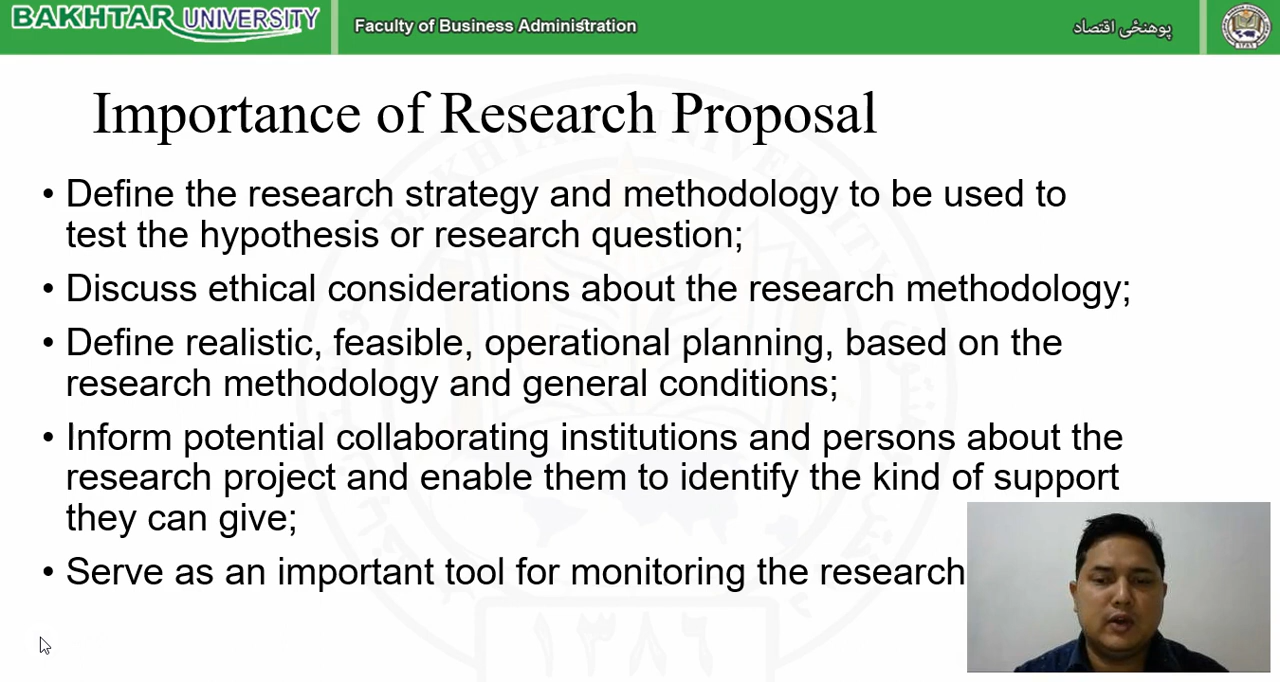 BAKHTAR UNIVERSITY
Faculty of Business Administration
پوهنځی اقتصاد
Importance of Research Proposal
• Define the research strategy and methodology to be used to
test the hypothesis or research question;
• Discuss ethical considerations about the research methodology;
• Define realistic, feasible, operational planning, based on the
research methodology and general conditions;
• Inform potential collaborating institutions and persons about the
research project and enable them to identify the kind of support
they can give;
• Serve as an important tool for monitoring the research
BAKHTAR UNIVERSITY
١٣٨٦